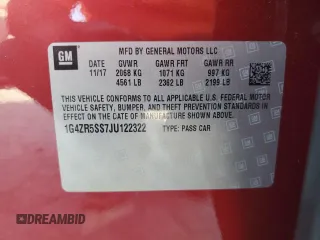 GM
MFD BY GENERAL MOTORS LLC
DATE GVWR GAWR FRT GAWR RR
11/17 2068 KG 1071 KG 997 KG
4561 LB 2362 LB 2199 LB
THIS VEHICLE CONFORMS TO ALL APPLICABLE U.S. FEDERAL MOTOR
VEHICLE SAFETY, BUMPER, AND THEFT PREVENTION STANDARDS IN
EFFECT ON THE DATE OF MANUFACTURE SHOWN ABOVE.
1G4ZR5SS7JU122322 TYPE: PASS CAR
DREAMBID